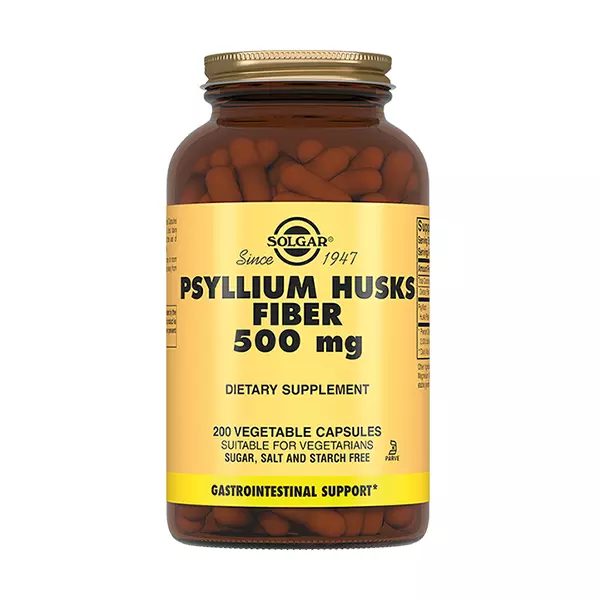 SOLGAR®
Since 1947
PSYLLIUM HUSKS
FIBER
500 mg
DIETARY SUPPLEMENT
200 VEGETABLE CAPSULES
SUITABLE FOR VEGETARIANS
SUGAR, SALT AND STARCH FREE
PARVE
GASTROINTESTINAL SUPPORT*